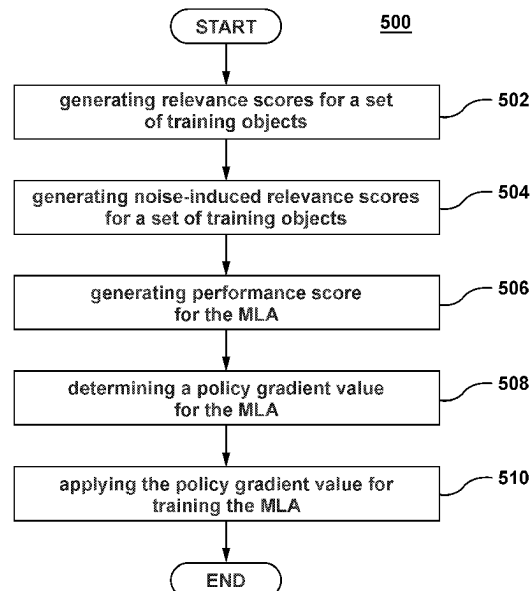 START
500
generating relevance scores for a set
of training objects
502
generating noise-induced relevance scores
for a set of training objects
504
generating performance score
for the MLA
506
determining a policy gradient value
for the MLA
508
applying the policy gradient value for
training the MLA
510
END